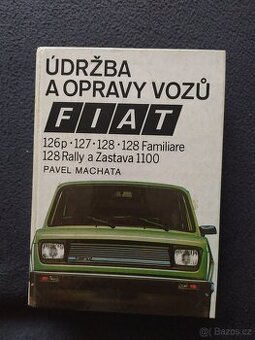 ÚDRŽBA
A OPRAVY VOZŮ
FIAT
126p · 127 · 128 · 128 Familiare
128 Rally a Zastava 1100
PAVEL MACHATA
Bazoš.cz